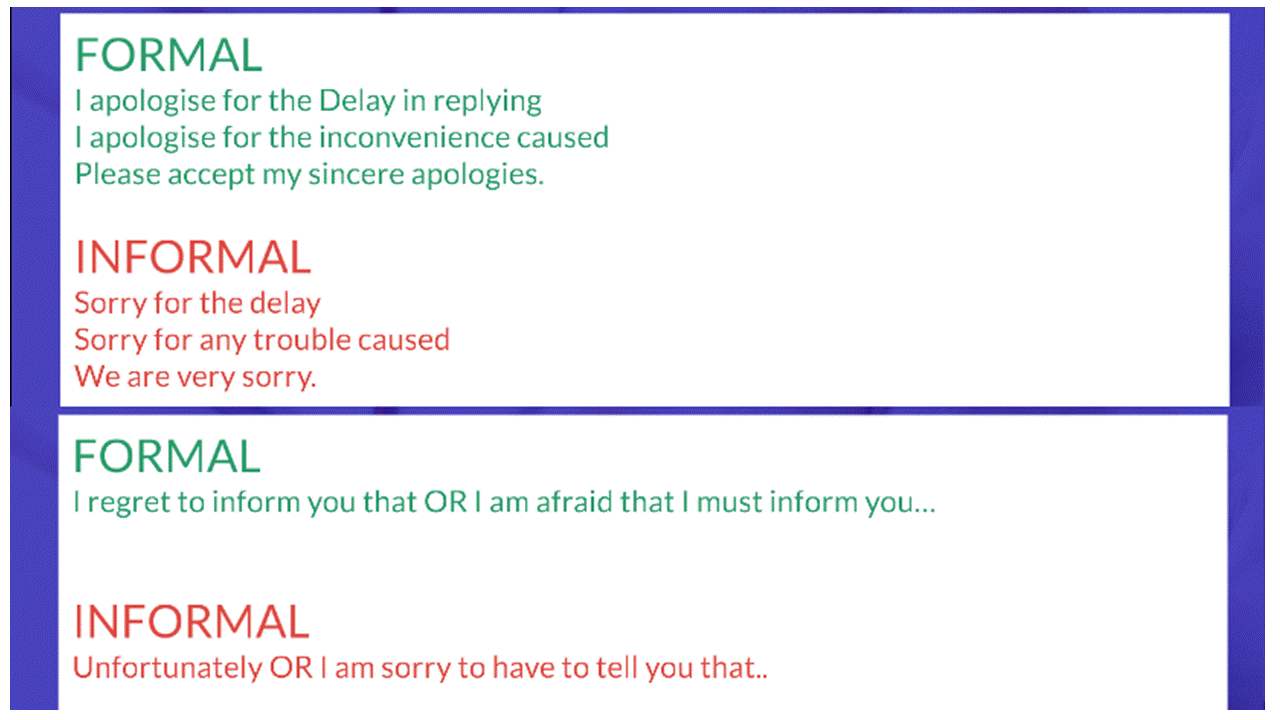 FORMAL
I apologise for the Delay in replying
I apologise for the inconvenience caused
Please accept my sincere apologies.
INFORMAL
Sorry for the delay
Sorry for any trouble caused
We are very sorry.
FORMAL
I regret to inform you that OR I am afraid that I must inform you...
INFORMAL
Unfortunately OR I am sorry to have to tell you that..